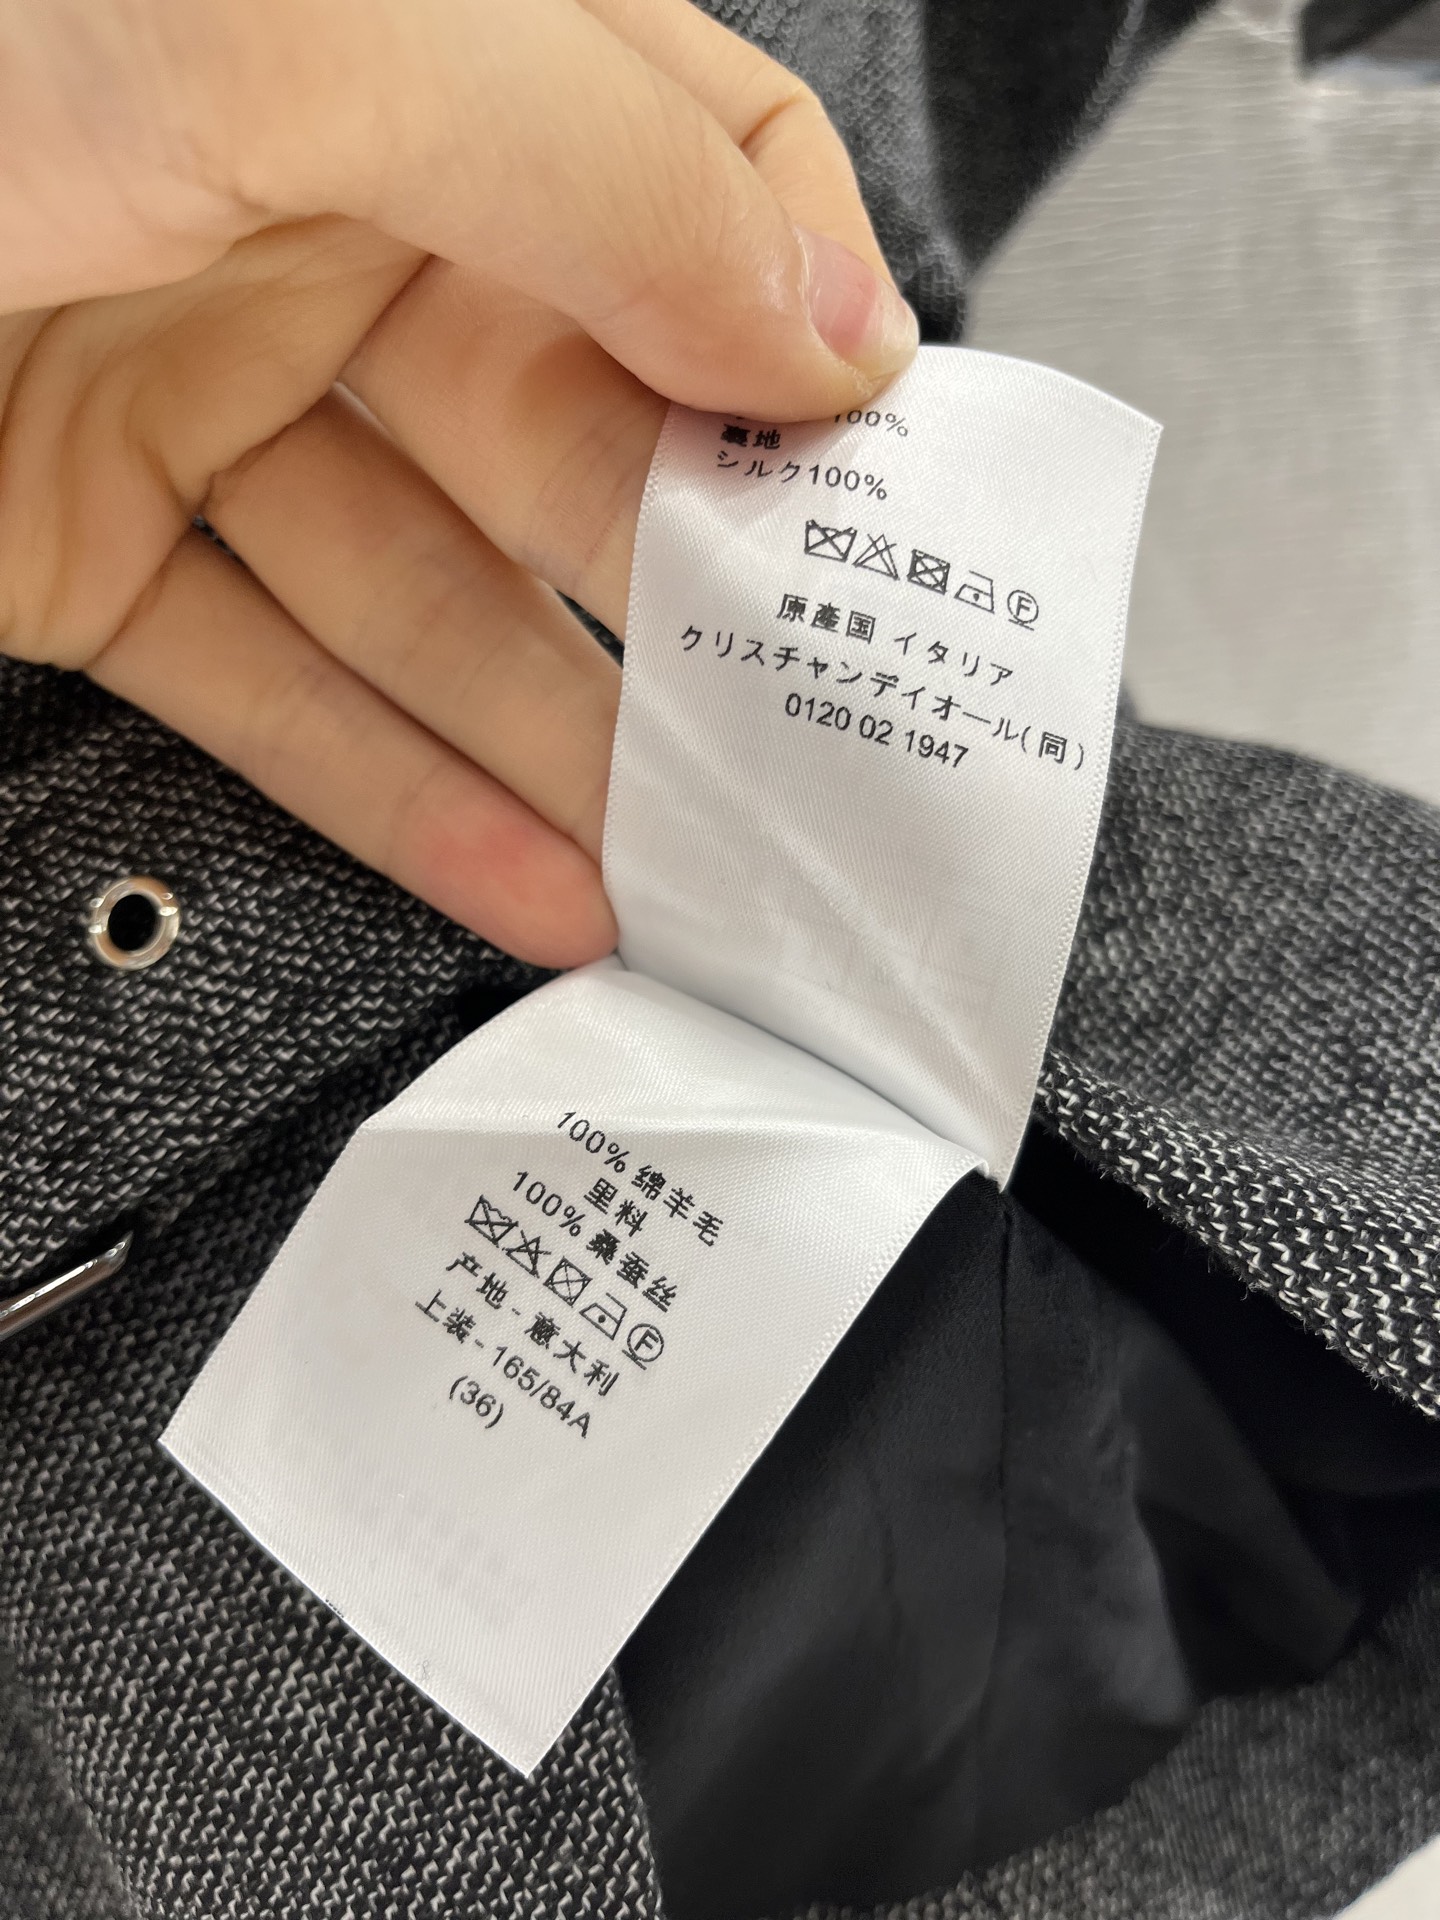 100%
裏地
シルク100%
F
原産国 イタリア
クリスチャンディオール(同)
0120 02 1947
100% 绵羊毛
里料
100% 桑蚕丝
F
产地-意大利
上装-165/84A
(36)